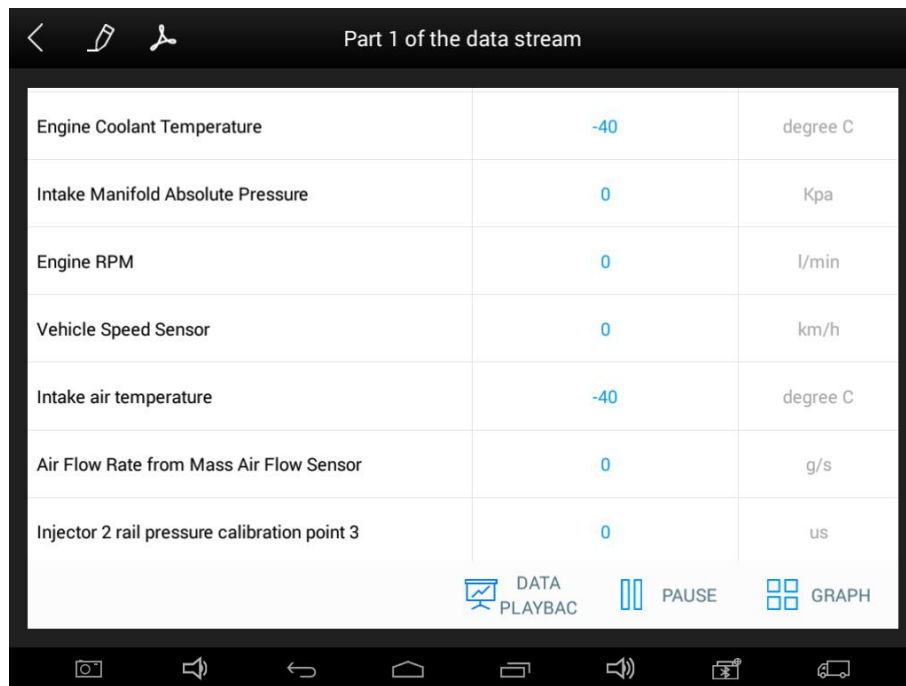 Part 1 of the data stream
Engine Coolant Temperature -40 degree C
Intake Manifold Absolute Pressure 0 Kpa
Engine RPM 0 l/min
Vehicle Speed Sensor 0 km/h
Intake air temperature -40 degree C
Air Flow Rate from Mass Air Flow Sensor 0 g/s
Injector 2 rail pressure calibration point 3 0 us
DATA
PLAYBAC PAUSE GRAPH